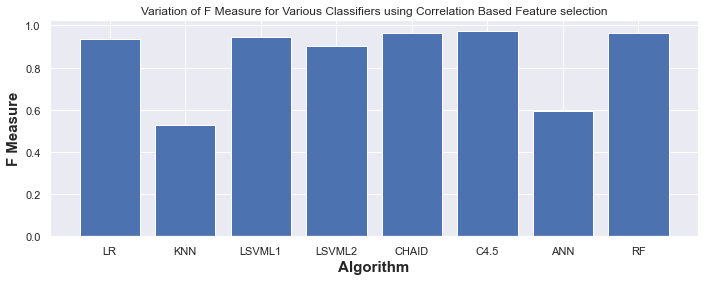 Variation of F Measure for Various Classifiers using Correlation Based Feature selection
1.0
0.8
0.6
0.4
0.2
0.0
F Measure
LR KNN LSVML1 LSVML2 CHAID C4.5 ANN RF
Algorithm